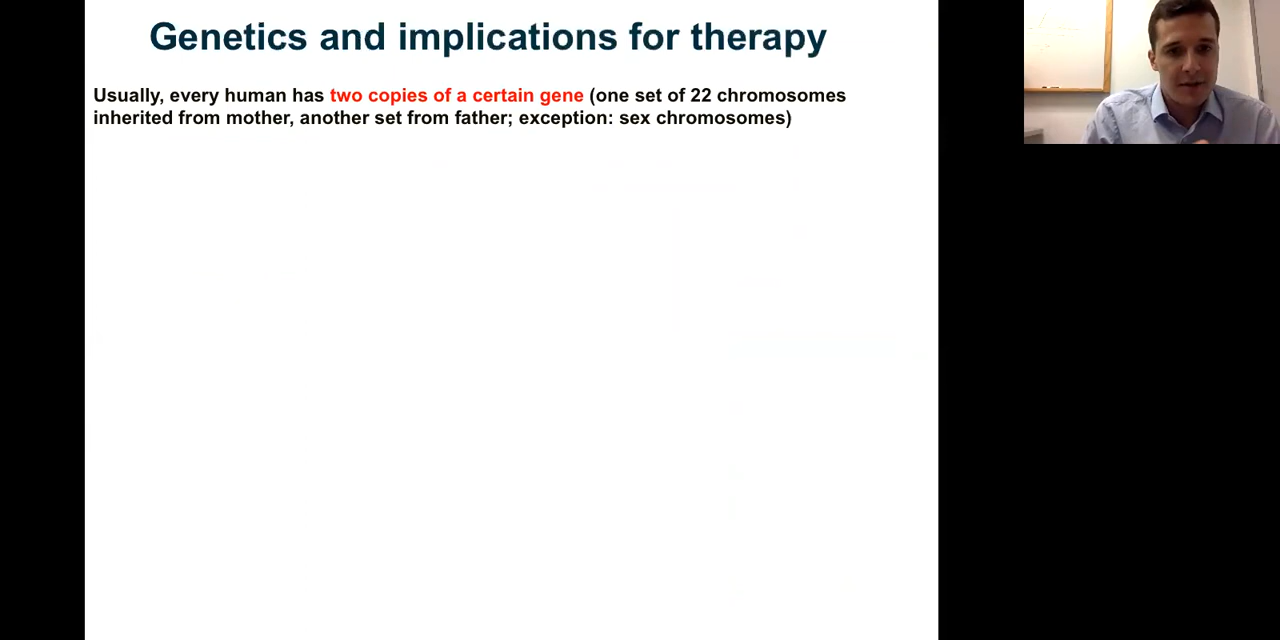 Genetics and implications for therapy
Usually, every human has two copies of a certain gene (one set of 22 chromosomes
inherited from mother, another set from father; exception: sex chromosomes)